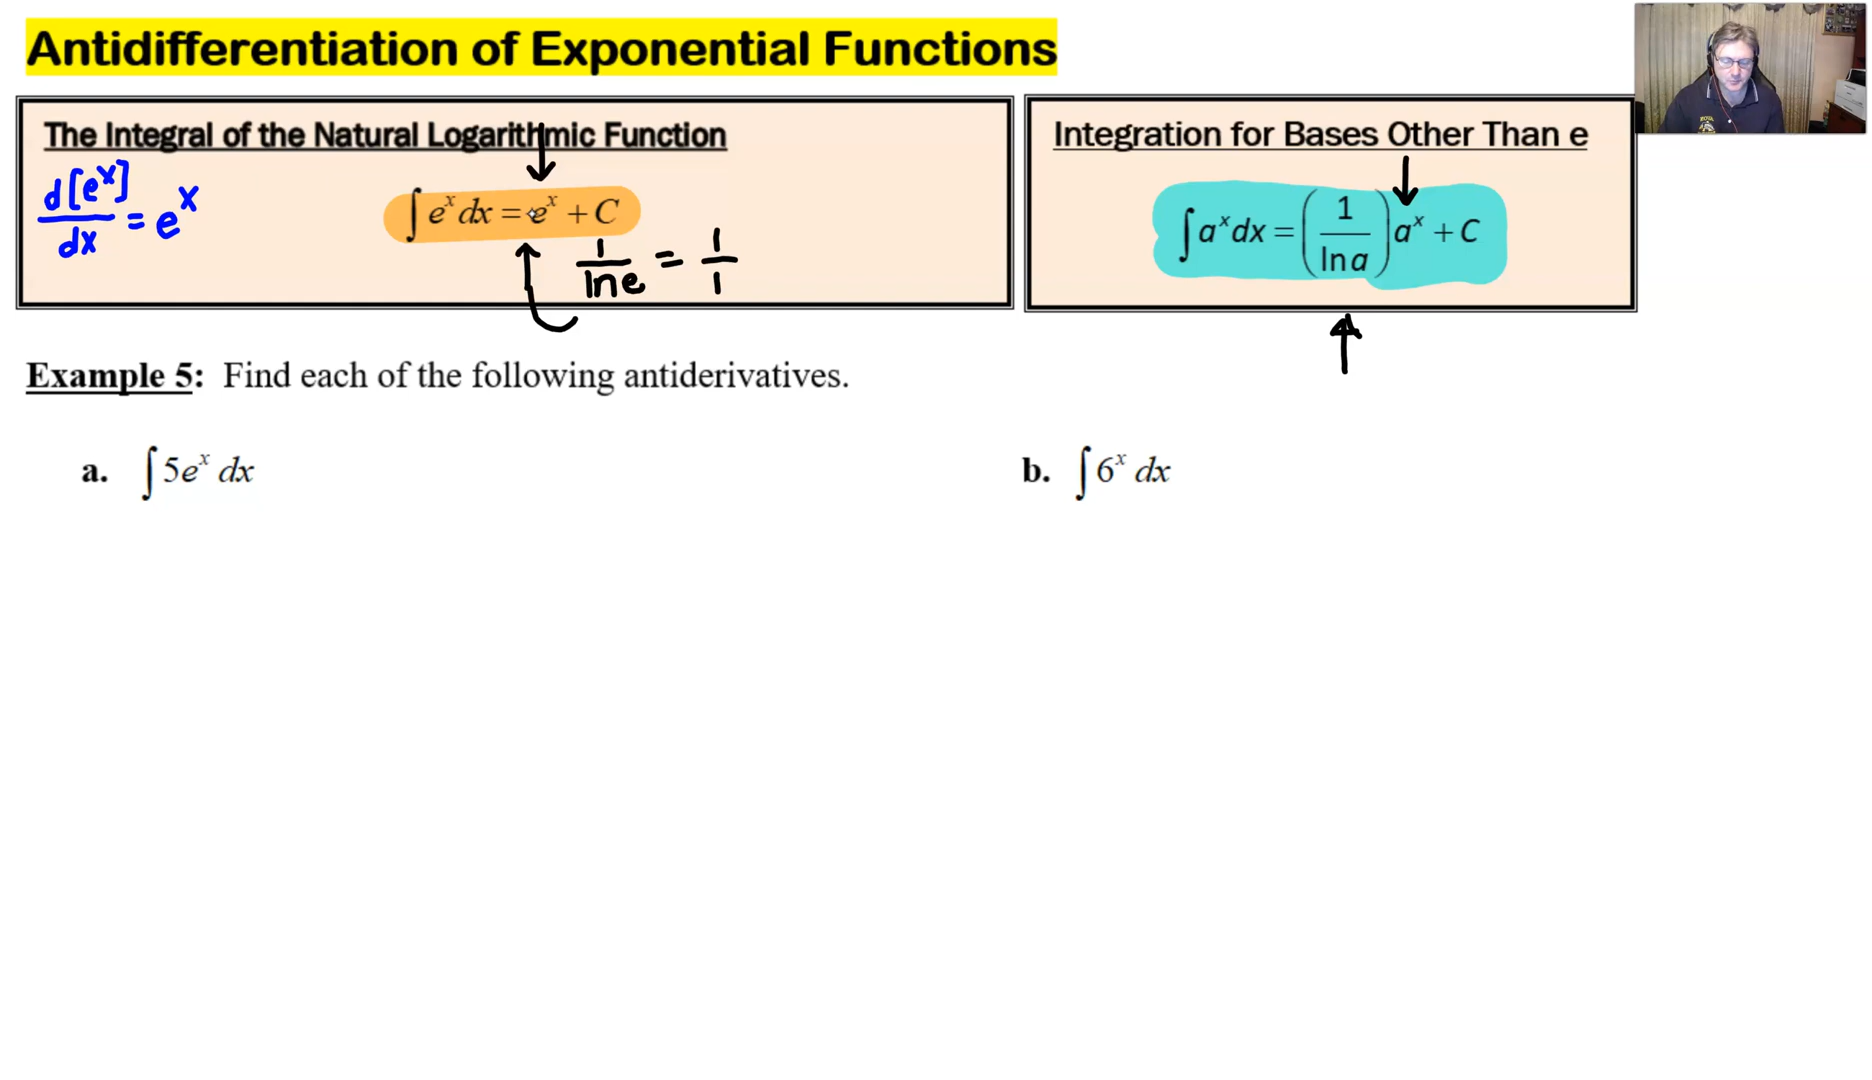 Antidifferentiation of Exponential Functions
The Integral of the Natural Logarithmic Function
d[e^x]/dx = e^x
∫ e^x dx = e^x + C
1/ln e = 1/1
Integration for Bases Other Than e
∫ a^x dx = (1/ln a) a^x + C
Example 5: Find each of the following antiderivatives.
a. ∫ 5e^x dx
b. ∫ 6^x dx